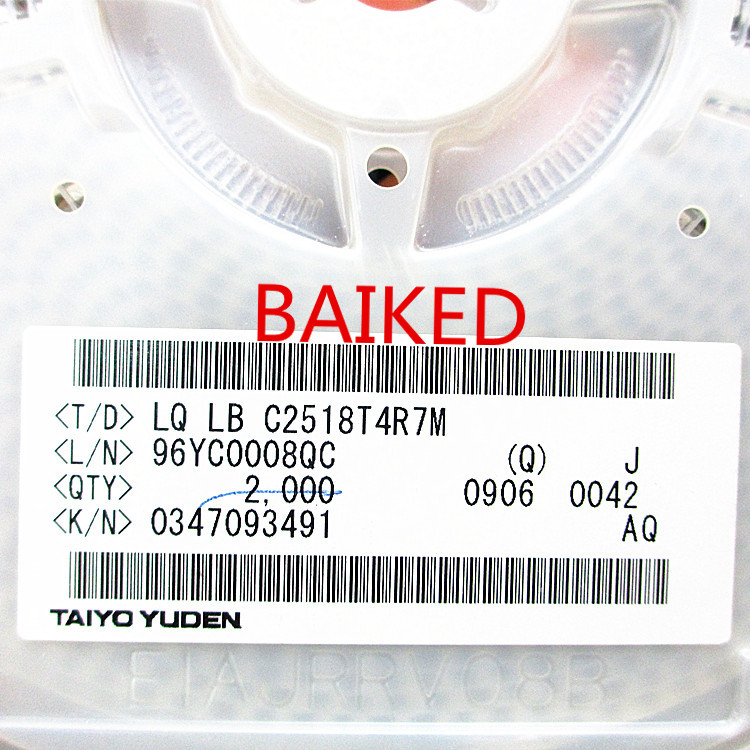 BAIKED
<T/D> LQ LB C2518T4R7M
<L/N> 96YC0008QC (Q) J
<QTY> 2,000 0906 0042
<K/N> 0347093491 AQ
TAIYO YUDEN
EIAJRRV08B